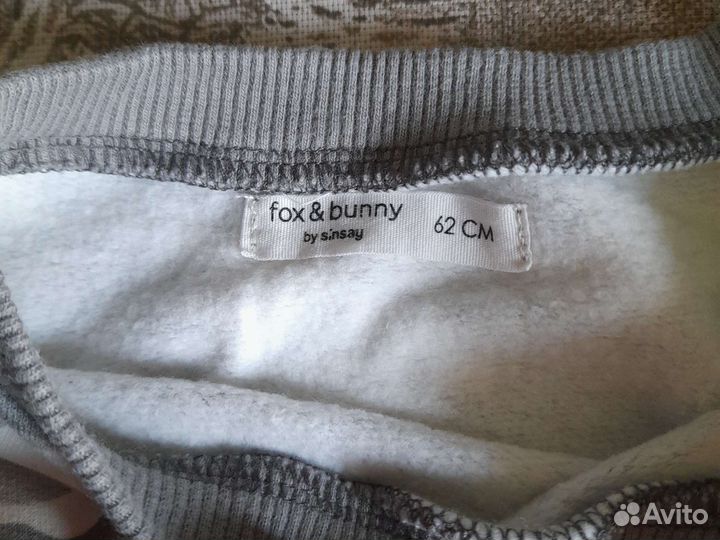 fox & bunny
by sinsay
62 CM
Avito